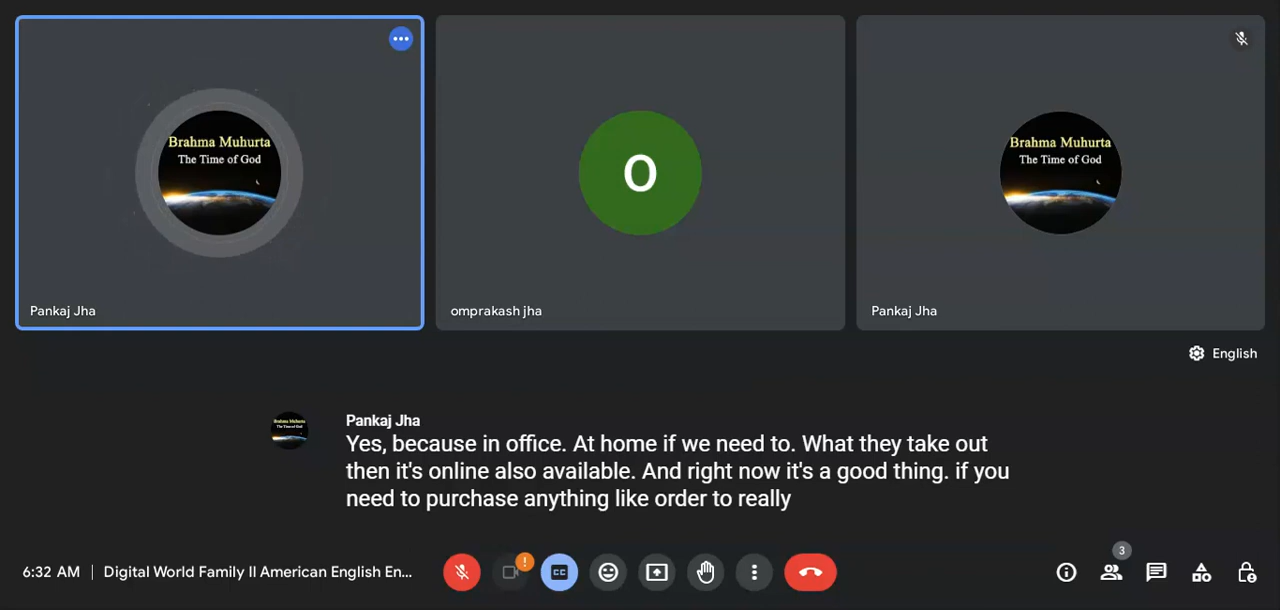 Brahma Muhurta
The Time of God
Pankaj Jha
O
omprakash jha
Brahma Muhurta
The Time of God
Pankaj Jha
English
Pankaj Jha
Yes, because in office. At home if we need to. What they take out
then it's online also available. And right now it's a good thing. if you
need to purchase anything like order to really
3
6:32 AM | Digital World Family II American English En...
!
CC